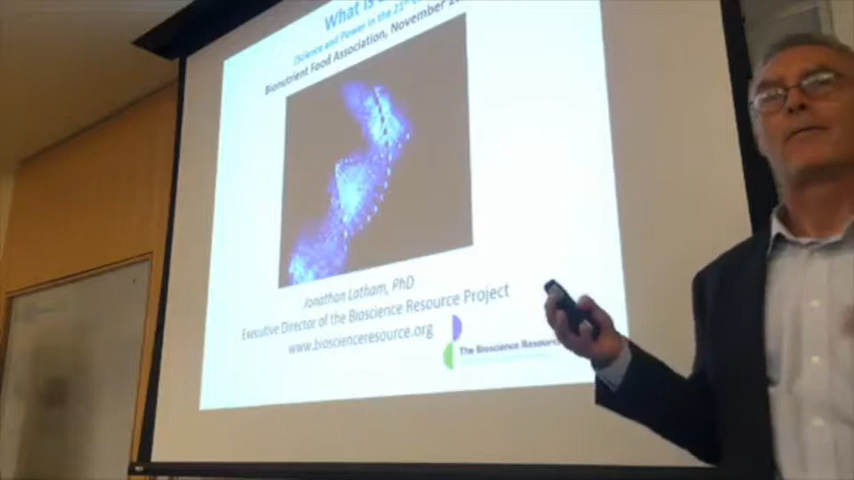 What is
(Science and Power in the 21st
Bionutrient Food Association, November
Jonathan Latham, PhD
Executive Director of the Bioscience Resource Project
www.bioscienceresource.org
The Bioscience